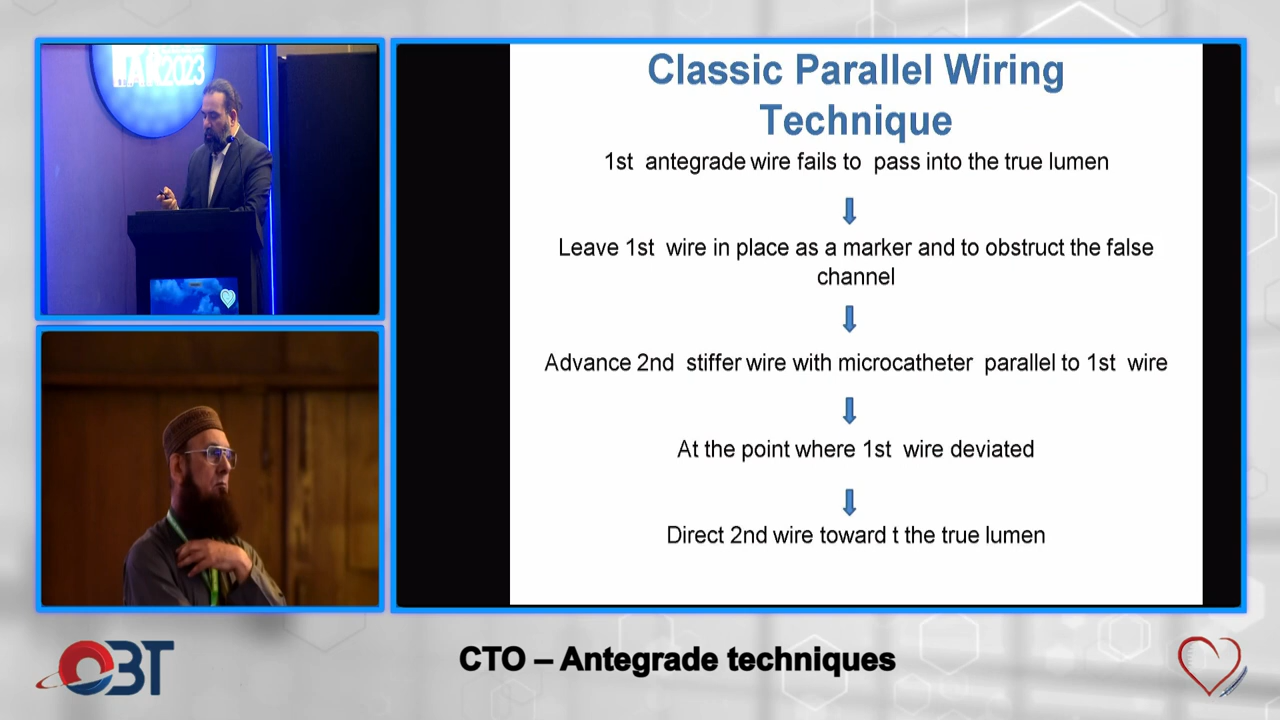 2023
Classic Parallel Wiring
Technique
1st antegrade wire fails to pass into the true lumen
Leave 1st wire in place as a marker and to obstruct the false
channel
Advance 2nd stiffer wire with microcatheter parallel to 1st wire
At the point where 1st wire deviated
Direct 2nd wire toward t the true lumen
OBT
CTO – Antegrade techniques